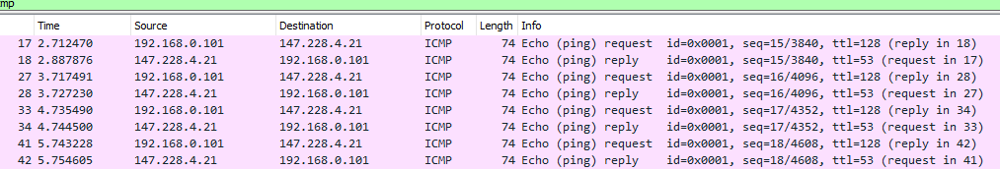 mp
Time Source Destination Protocol Length Info
17 2.712470 192.168.0.101 147.228.4.21 ICMP 74 Echo (ping) request id=0x0001, seq=15/3840, ttl=128 (reply in 18)
18 2.887876 147.228.4.21 192.168.0.101 ICMP 74 Echo (ping) reply id=0x0001, seq=15/3840, ttl=53 (request in 17)
27 3.717491 192.168.0.101 147.228.4.21 ICMP 74 Echo (ping) request id=0x0001, seq=16/4096, ttl=128 (reply in 28)
28 3.727230 147.228.4.21 192.168.0.101 ICMP 74 Echo (ping) reply id=0x0001, seq=16/4096, ttl=53 (request in 27)
33 4.735490 192.168.0.101 147.228.4.21 ICMP 74 Echo (ping) request id=0x0001, seq=17/4352, ttl=128 (reply in 34)
34 4.744500 147.228.4.21 192.168.0.101 ICMP 74 Echo (ping) reply id=0x0001, seq=17/4352, ttl=53 (request in 33)
41 5.743228 192.168.0.101 147.228.4.21 ICMP 74 Echo (ping) request id=0x0001, seq=18/4608, ttl=128 (reply in 42)
42 5.754605 147.228.4.21 192.168.0.101 ICMP 74 Echo (ping) reply id=0x0001, seq=18/4608, ttl=53 (request in 41)